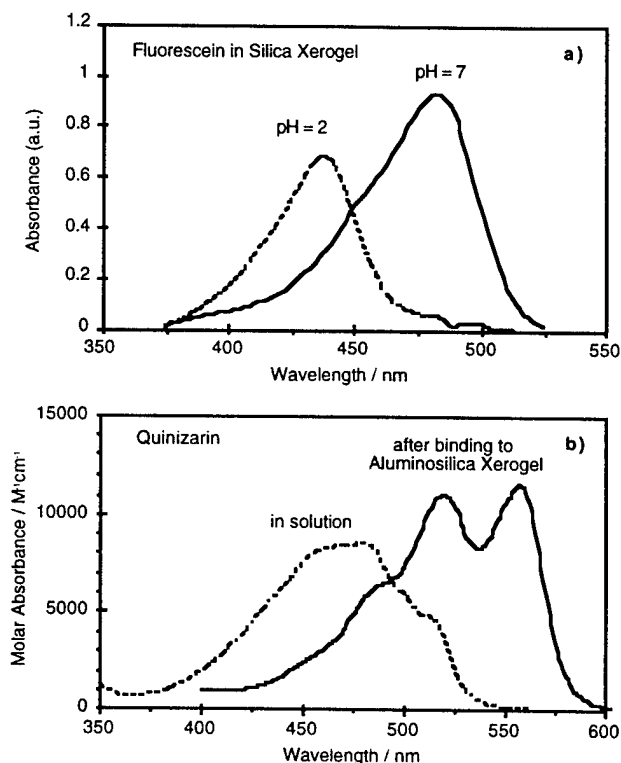 1.2
Fluorescein in Silica Xerogel
a)
1
pH = 7
0.8
pH = 2
0.6
0.4
0.2
0
Absorbance (a.u.)
350 400 450 500 550
Wavelength / nm
15000
Quinizarin
after binding to
b)
Aluminosilica Xerogel
in solution
10000
5000
0
Molar Absorbance / M⁻¹cm⁻¹
350 400 450 500 550 600
Wavelength / nm